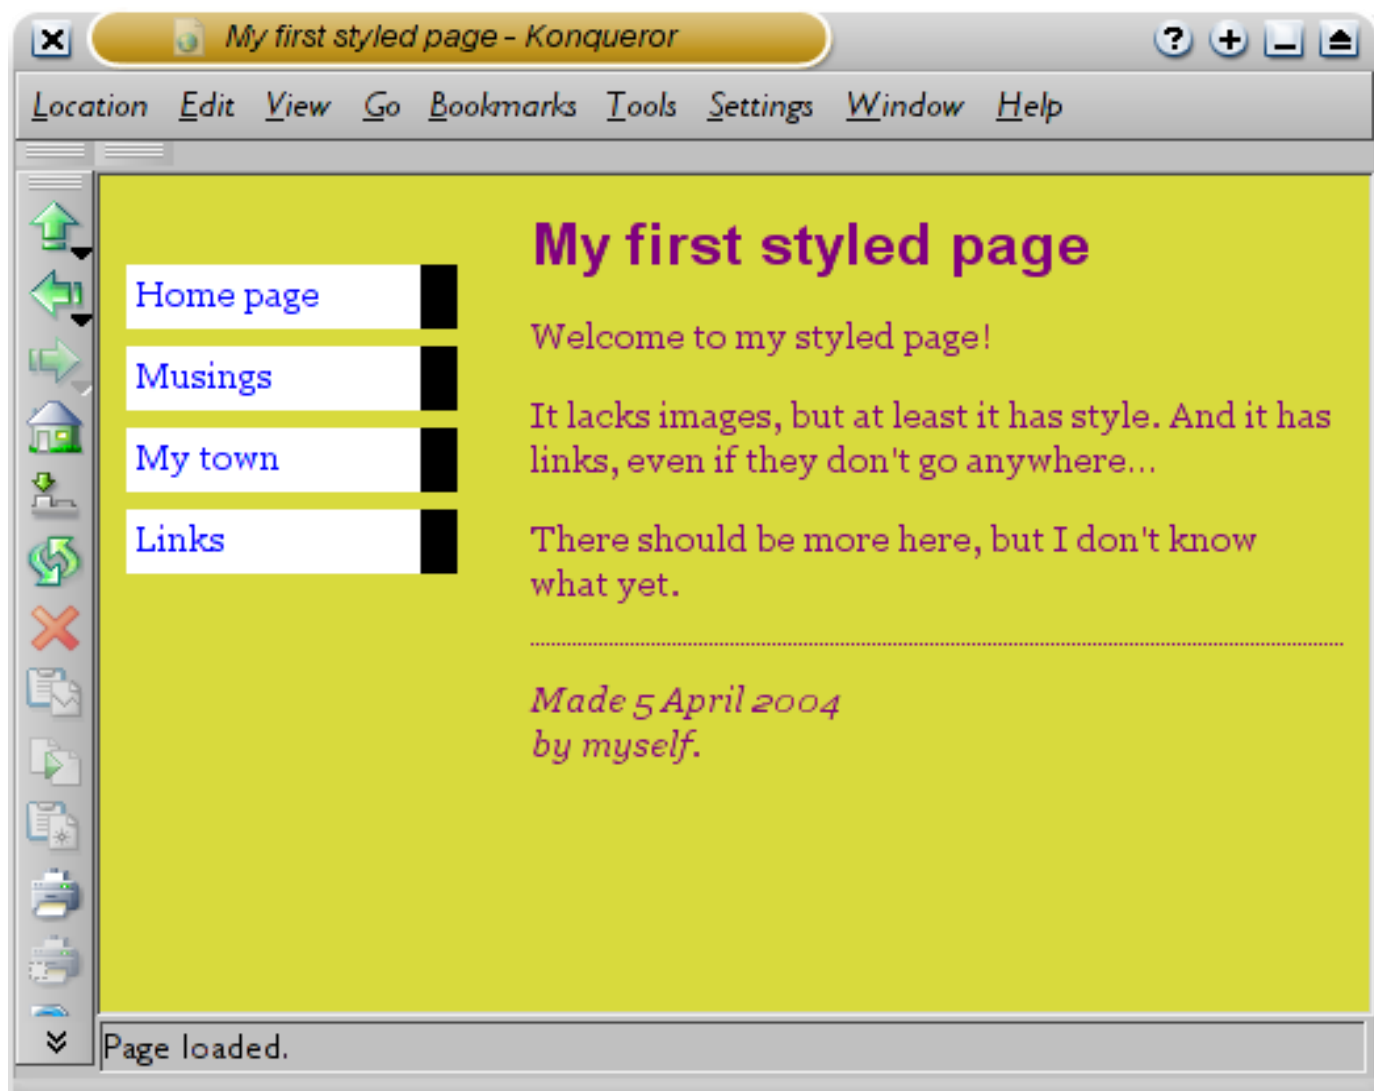 My first styled page - Konqueror
Location Edit View Go Bookmarks Tools Settings Window Help
Home page
Musings
My town
Links
My first styled page
Welcome to my styled page!
It lacks images, but at least it has style. And it has
links, even if they don't go anywhere...
There should be more here, but I don't know
what yet.
Made 5 April 2004
by myself.
Page loaded.